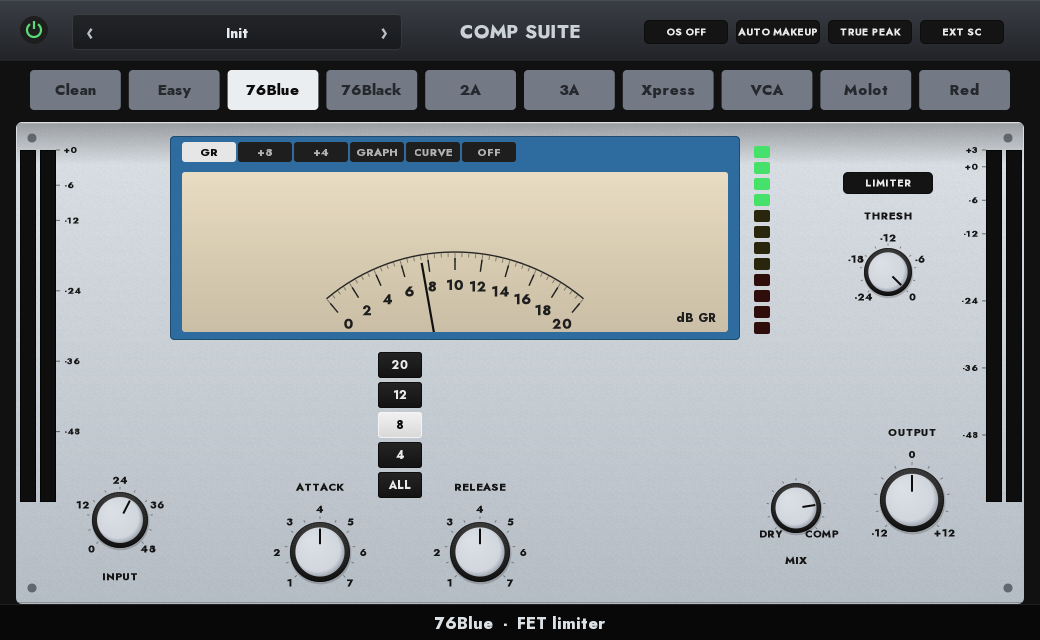 ‹ Init › COMP SUITE OS OFF AUTO MAKEUP TRUE PEAK EXT SC
Clean Easy 76Blue 76Black 2A 3A Xpress VCA Molot Red
GR +8 +4 GRAPH CURVE OFF
+0
-6
-12
-24
-36
-48
0 2 4 6 8 10 12 14 16 18 20
dB GR
LIMITER
THRESH
-24 -18 -12 -6 0
+3
+0
-6
-12
-24
-36
-48
20
12
8
4
ALL
0 12 24 36 48
INPUT
ATTACK
1 2 3 4 5 6 7
RELEASE
1 2 3 4 5 6 7
DRY COMP
MIX
OUTPUT
-12 0 +12
76Blue · FET limiter